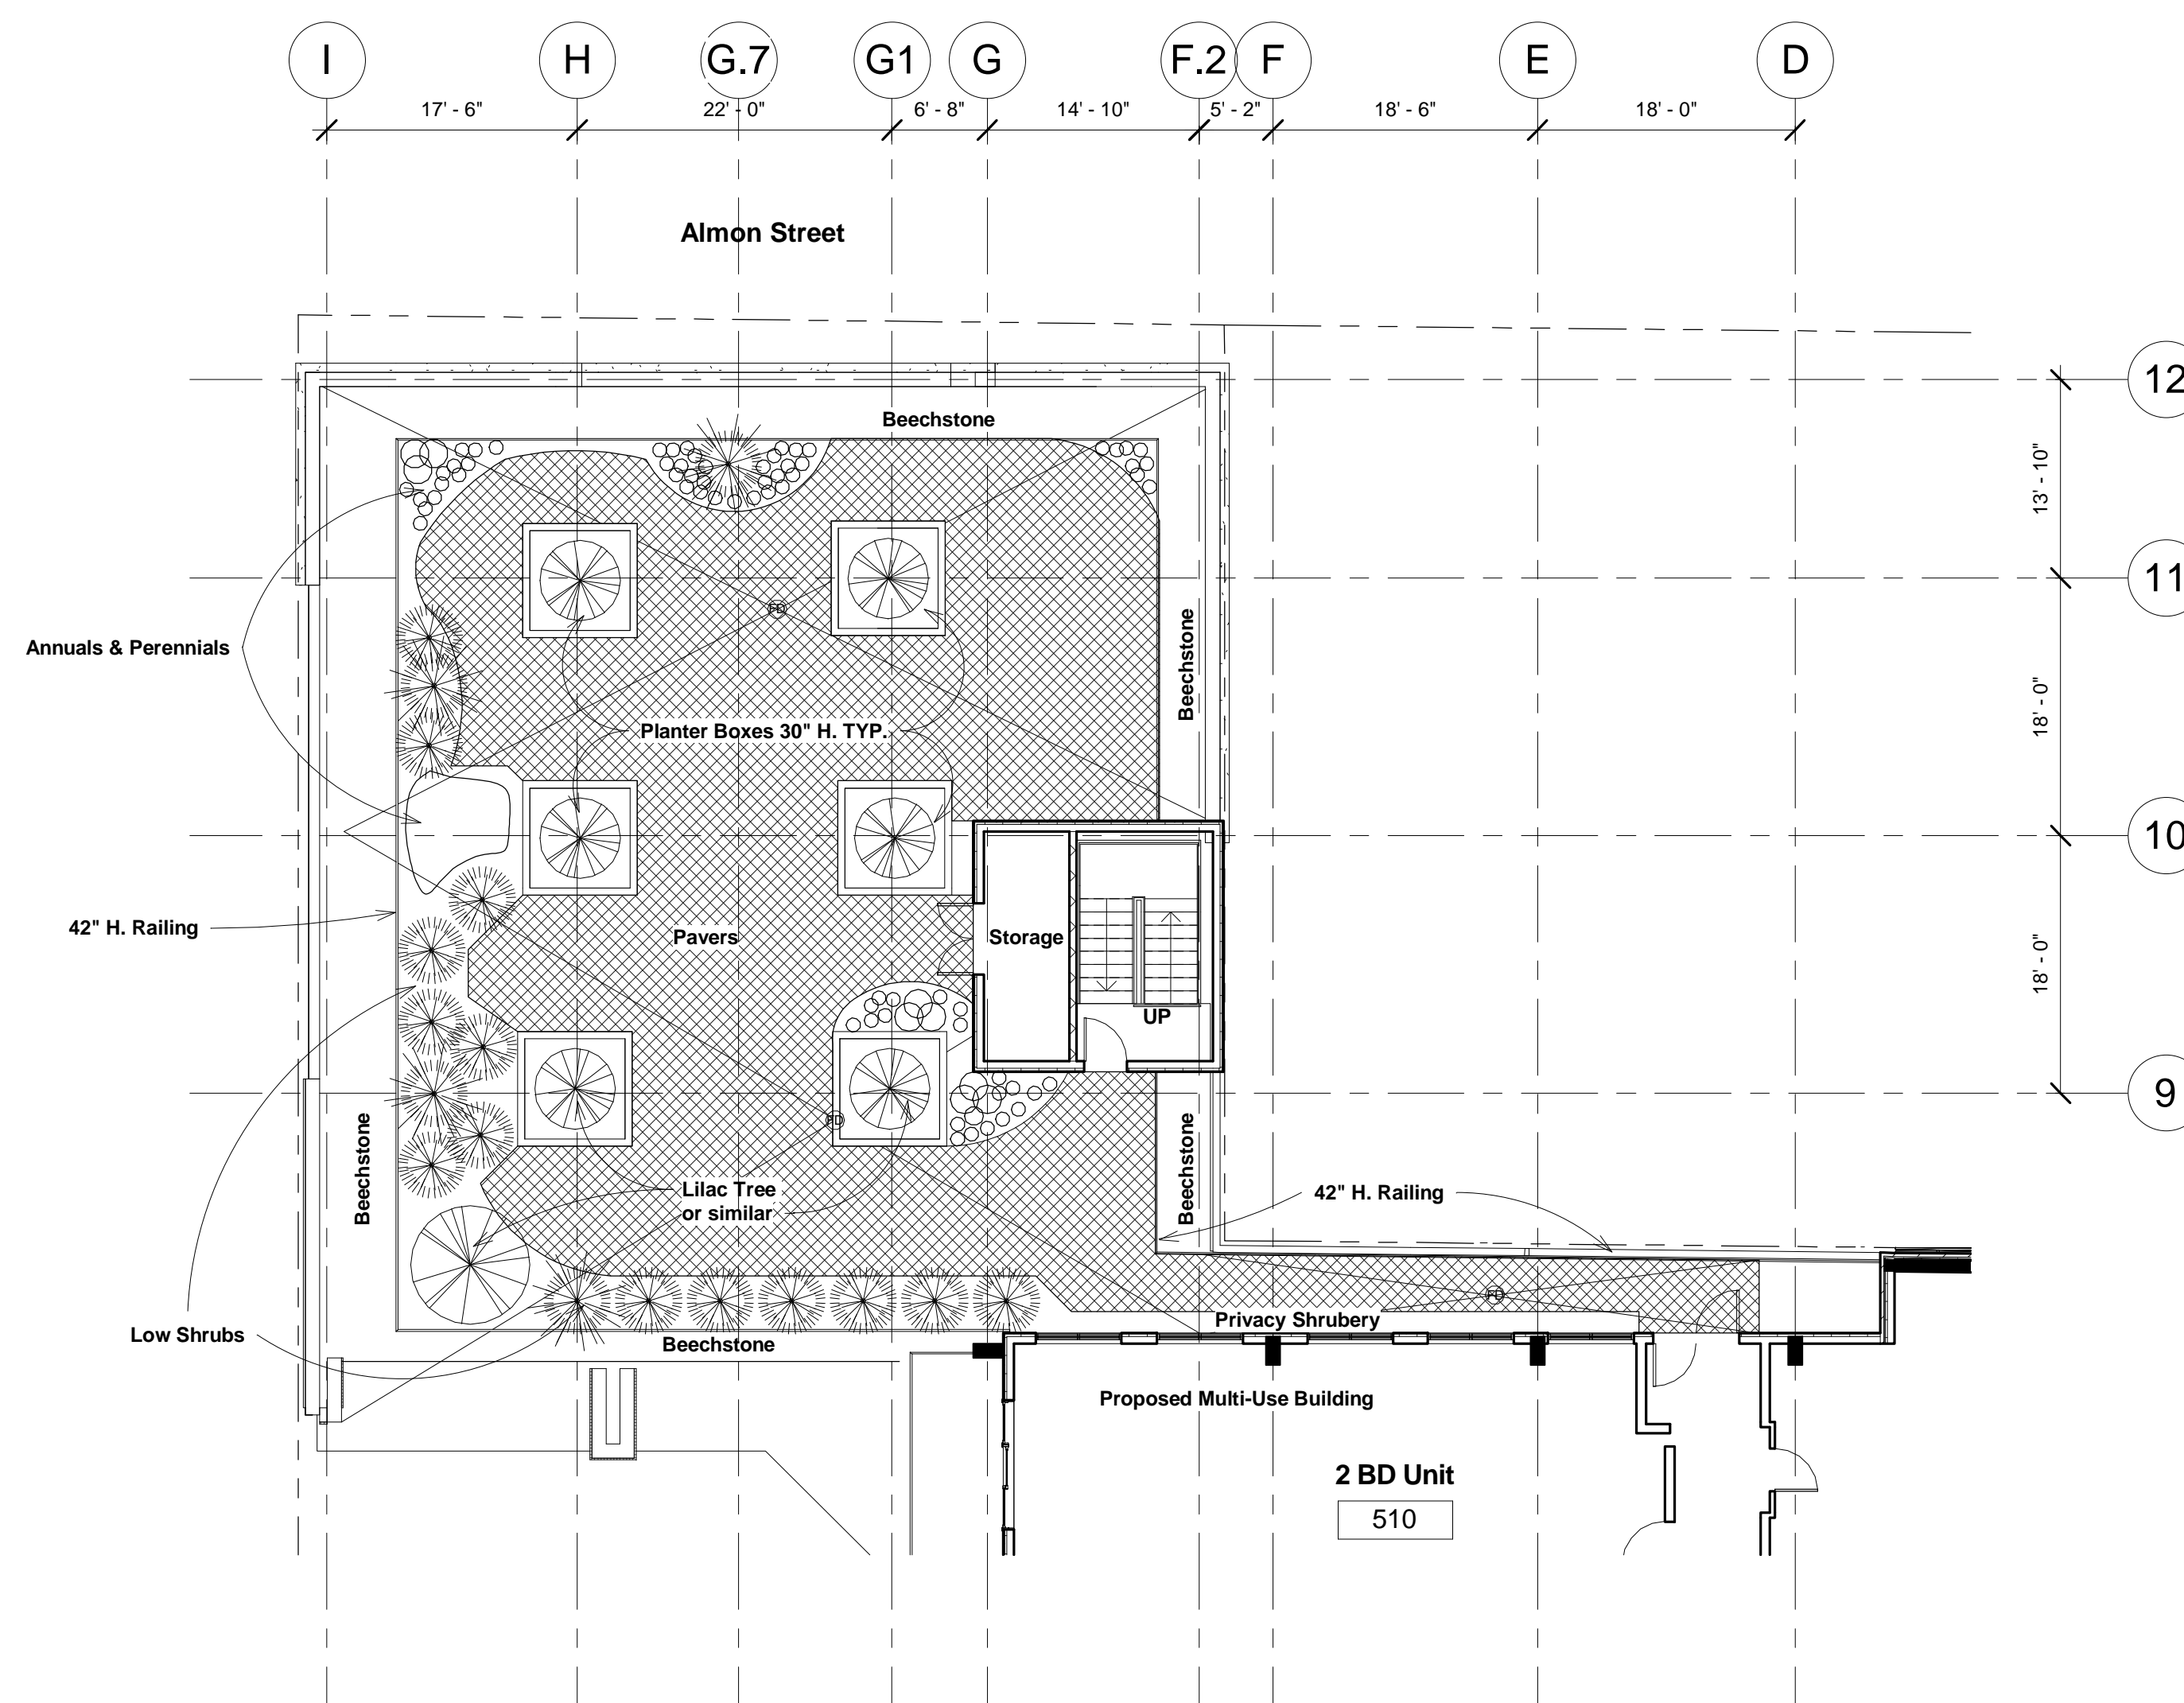 I H G.7 G1 G F.2 F E D
17' - 6" 22' - 0" 6' - 8" 14' - 10" 5' - 2" 18' - 6" 18' - 0"
Almon Street
12
Beechstone
13' - 10"
11
Annuals & Perennials
Beechstone
18' - 0"
Planter Boxes 30" H. TYP.
FD
10
42" H. Railing
Pavers
Storage
18' - 0"
UP
9
FD
Beechstone
Beechstone
Lilac Tree
or similar
42" H. Railing
FD
Low Shrubs
Privacy Shrubery
Beechstone
Proposed Multi-Use Building
2 BD Unit
510